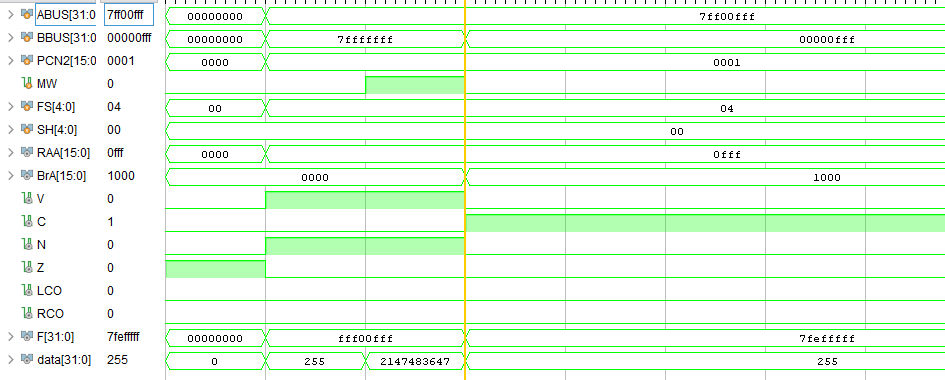 ABUS[31:0 7ff00fff 00000000 7ff00fff
BBUS[31:0 00000fff 00000000 7fffffff 00000fff
PCN2[15:0 0001 0000 0001
MW 0
FS[4:0] 04 00 04
SH[4:0] 00 00
RAA[15:0] 0fff 0000 0fff
BrA[15:0] 1000 0000 1000
V 0
C 1
N 0
Z 0
LCO 0
RCO 0
F[31:0] 7fefffff 00000000 fff00fff 7fefffff
data[31:0] 255 0 255 2147483647 255